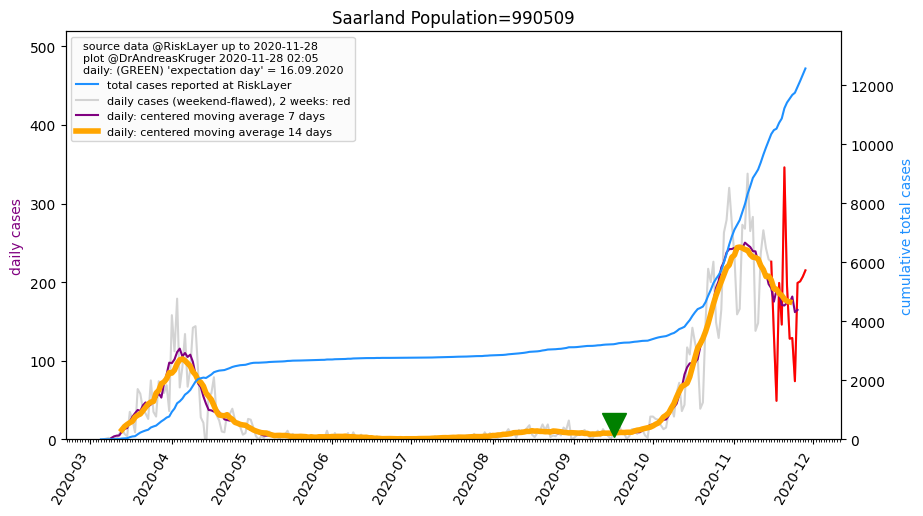 Saarland Population=990509
source data @RiskLayer up to 2020-11-28
plot @DrAndreasKruger 2020-11-28 02:05
daily: (GREEN) 'expectation day' = 16.09.2020
total cases reported at RiskLayer
daily cases (weekend-flawed), 2 weeks: red
daily: centered moving average 7 days
daily: centered moving average 14 days
daily cases
500
400
300
200
100
0
cumulative total cases
12000
10000
8000
6000
4000
2000
0
2020-03
2020-04
2020-05
2020-06
2020-07
2020-08
2020-09
2020-10
2020-11
2020-12